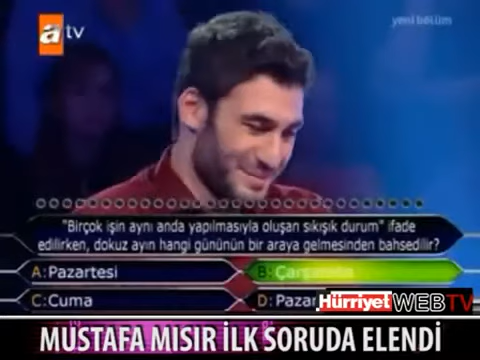 atv
yeni bölüm
"Birçok işin aynı anda yapılmasıyla oluşan sıkışık durum" ifade
edilirken, dokuz ayın hangi gününün bir araya gelmesinden bahsedilir?
A: Pazartesi
B: Çarşamba
C: Cuma
D: Pazar
Hürriyet WEB TV
MUSTAFA MISIR İLK SORUDA ELENDİ